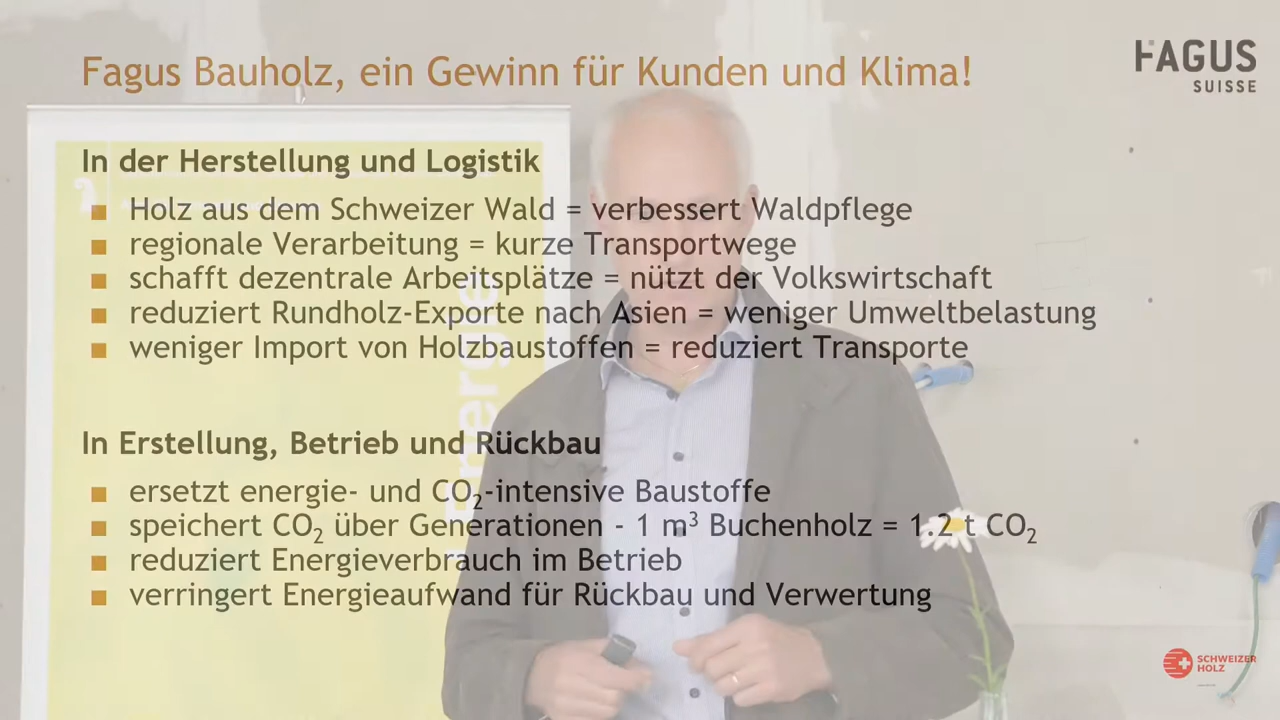 Fagus Bauholz, ein Gewinn für Kunden und Klima!
FAGUS
SUISSE
In der Herstellung und Logistik
Holz aus dem Schweizer Wald = verbessert Waldpflege
regionale Verarbeitung = kurze Transportwege
schafft dezentrale Arbeitsplätze = nützt der Volkswirtschaft
reduziert Rundholz-Exporte nach Asien = weniger Umweltbelastung
weniger Import von Holzbaustoffen = reduziert Transporte
Energie
In Erstellung, Betrieb und Rückbau
ersetzt energie- und CO₂-intensive Baustoffe
speichert CO₂ über Generationen - 1 m³ Buchenholz = 1.2 t CO₂
reduziert Energieverbrauch im Betrieb
verringert Energieaufwand für Rückbau und Verwertung
SCHWEIZER
HOLZ